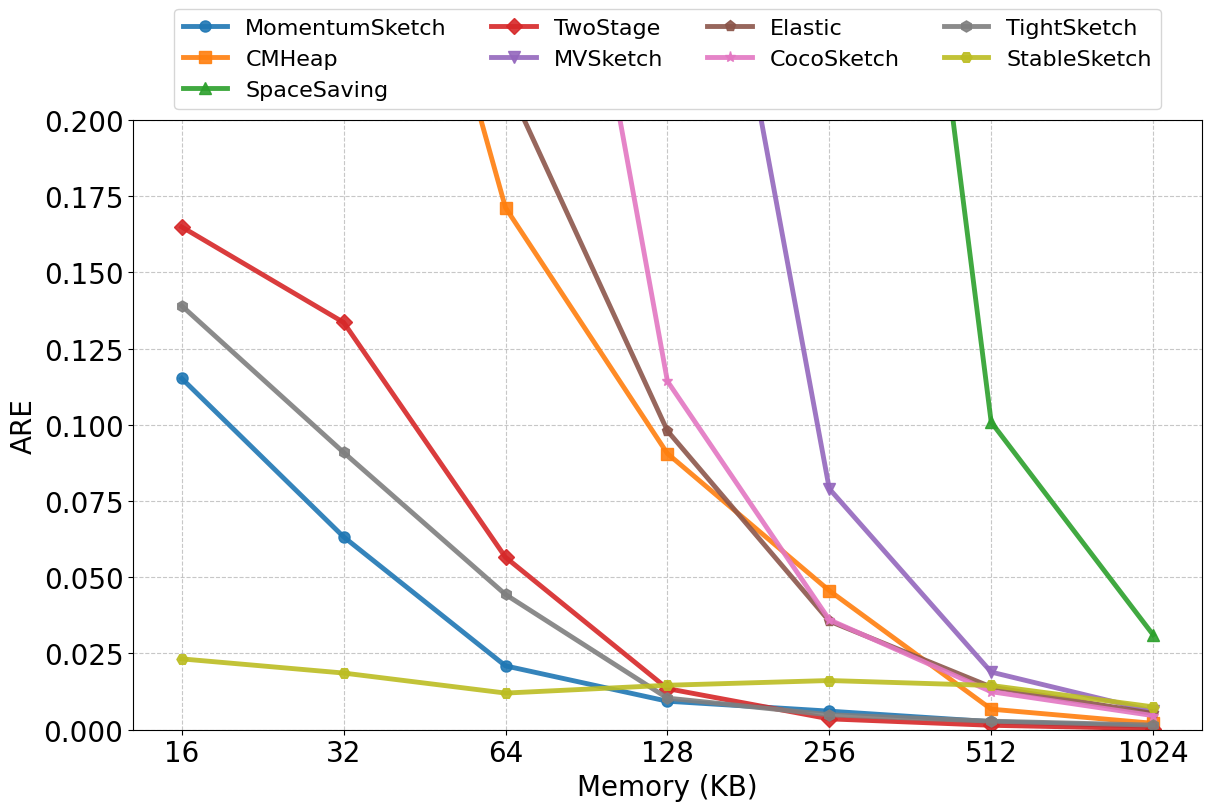 MomentumSketch TwoStage Elastic TightSketch
CMHeap MVSketch CocoSketch StableSketch
SpaceSaving
0.200
0.175
0.150
0.125
0.100
0.075
0.050
0.025
0.000
ARE
16 32 64 128 256 512 1024
Memory (KB)